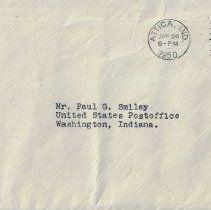 ATTICA, IND.
JAN 28
6-PM
1950
Mr. Paul G. Smiley
United States Postoffice
Washington, Indiana.